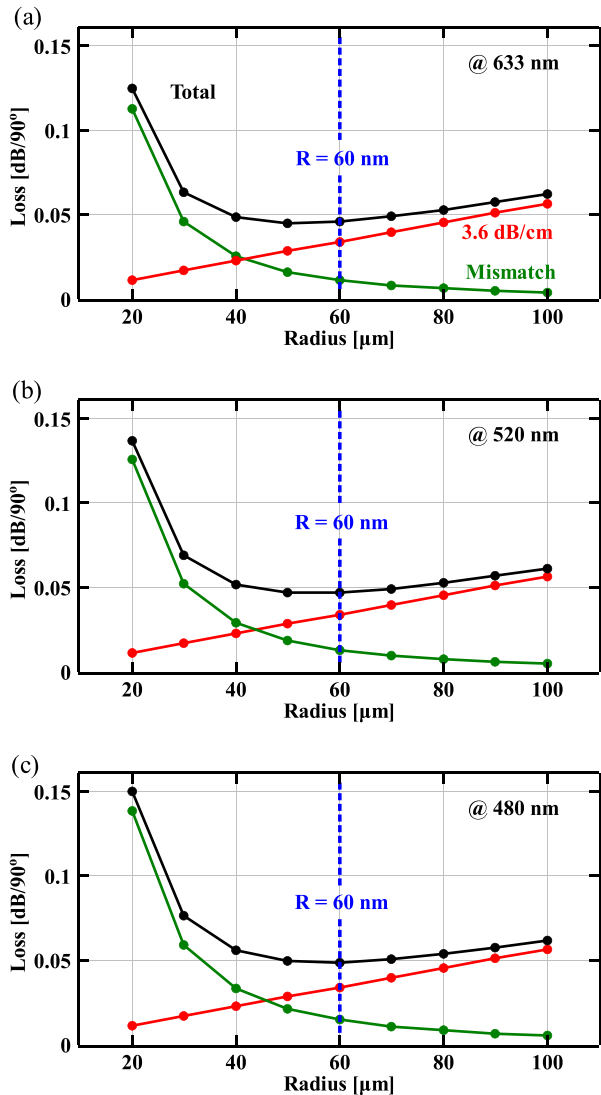 (a)
0.15
@ 633 nm
Total
0.1
R = 60 nm
Loss [dB/90º]
0.05
3.6 dB/cm
Mismatch
0
20 40 60 80 100
Radius [µm]
(b)
0.15
@ 520 nm
0.1
R = 60 nm
Loss [dB/90º]
0.05
0
20 40 60 80 100
Radius [µm]
(c)
0.15
@ 480 nm
0.1
R = 60 nm
Loss [dB/90º]
0.05
0
20 40 60 80 100
Radius [µm]